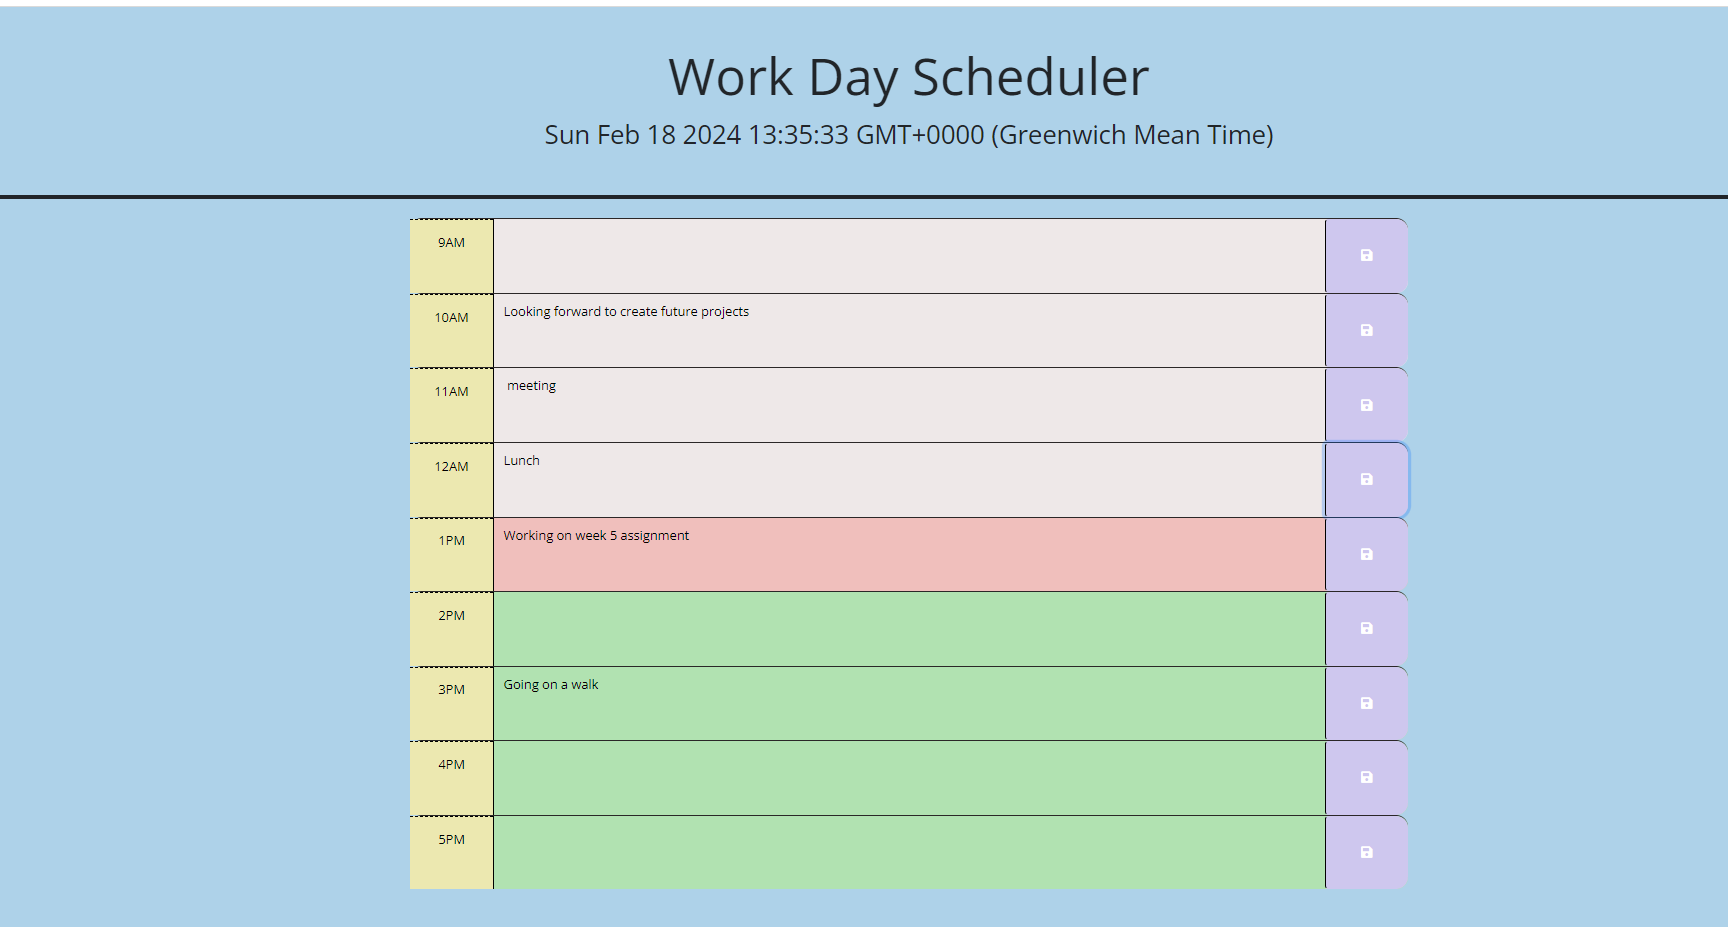 Work Day Scheduler
Sun Feb 18 2024 13:35:33 GMT+0000 (Greenwich Mean Time)
9AM
10AM Looking forward to create future projects
11AM meeting
12AM Lunch
1PM Working on week 5 assignment
2PM
3PM Going on a walk
4PM
5PM